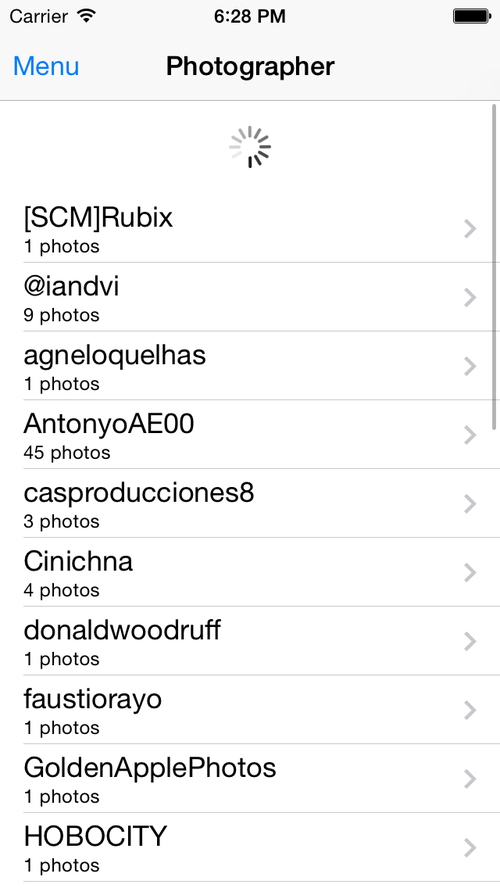 Carrier 6:28 PM
Menu Photographer
[SCM]Rubix
1 photos
@iandvi
9 photos
agneloquelhas
1 photos
AntonyoAE00
45 photos
casproducciones8
3 photos
Cinichna
4 photos
donaldwoodruff
1 photos
faustiorayo
1 photos
GoldenApplePhotos
1 photos
HOBOCITY
1 photos